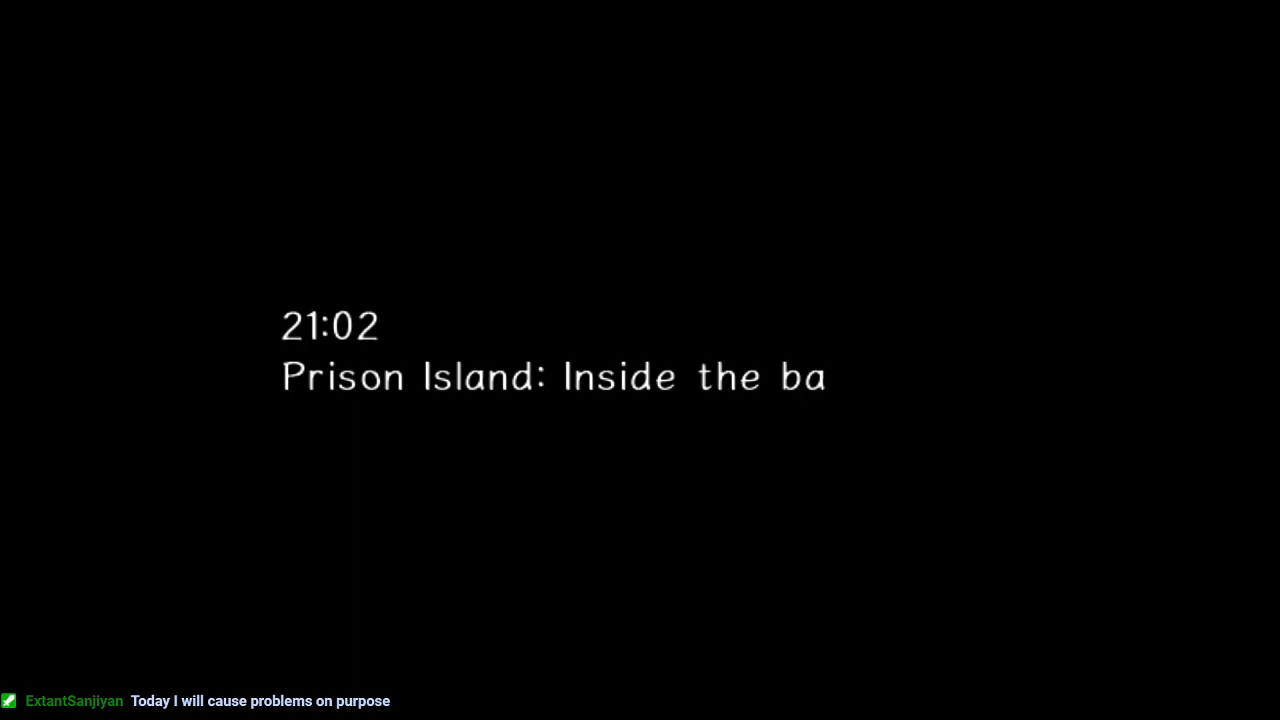 21:02
Prison Island: Inside the ba
ExtantSanjiyan Today I will cause problems on purpose